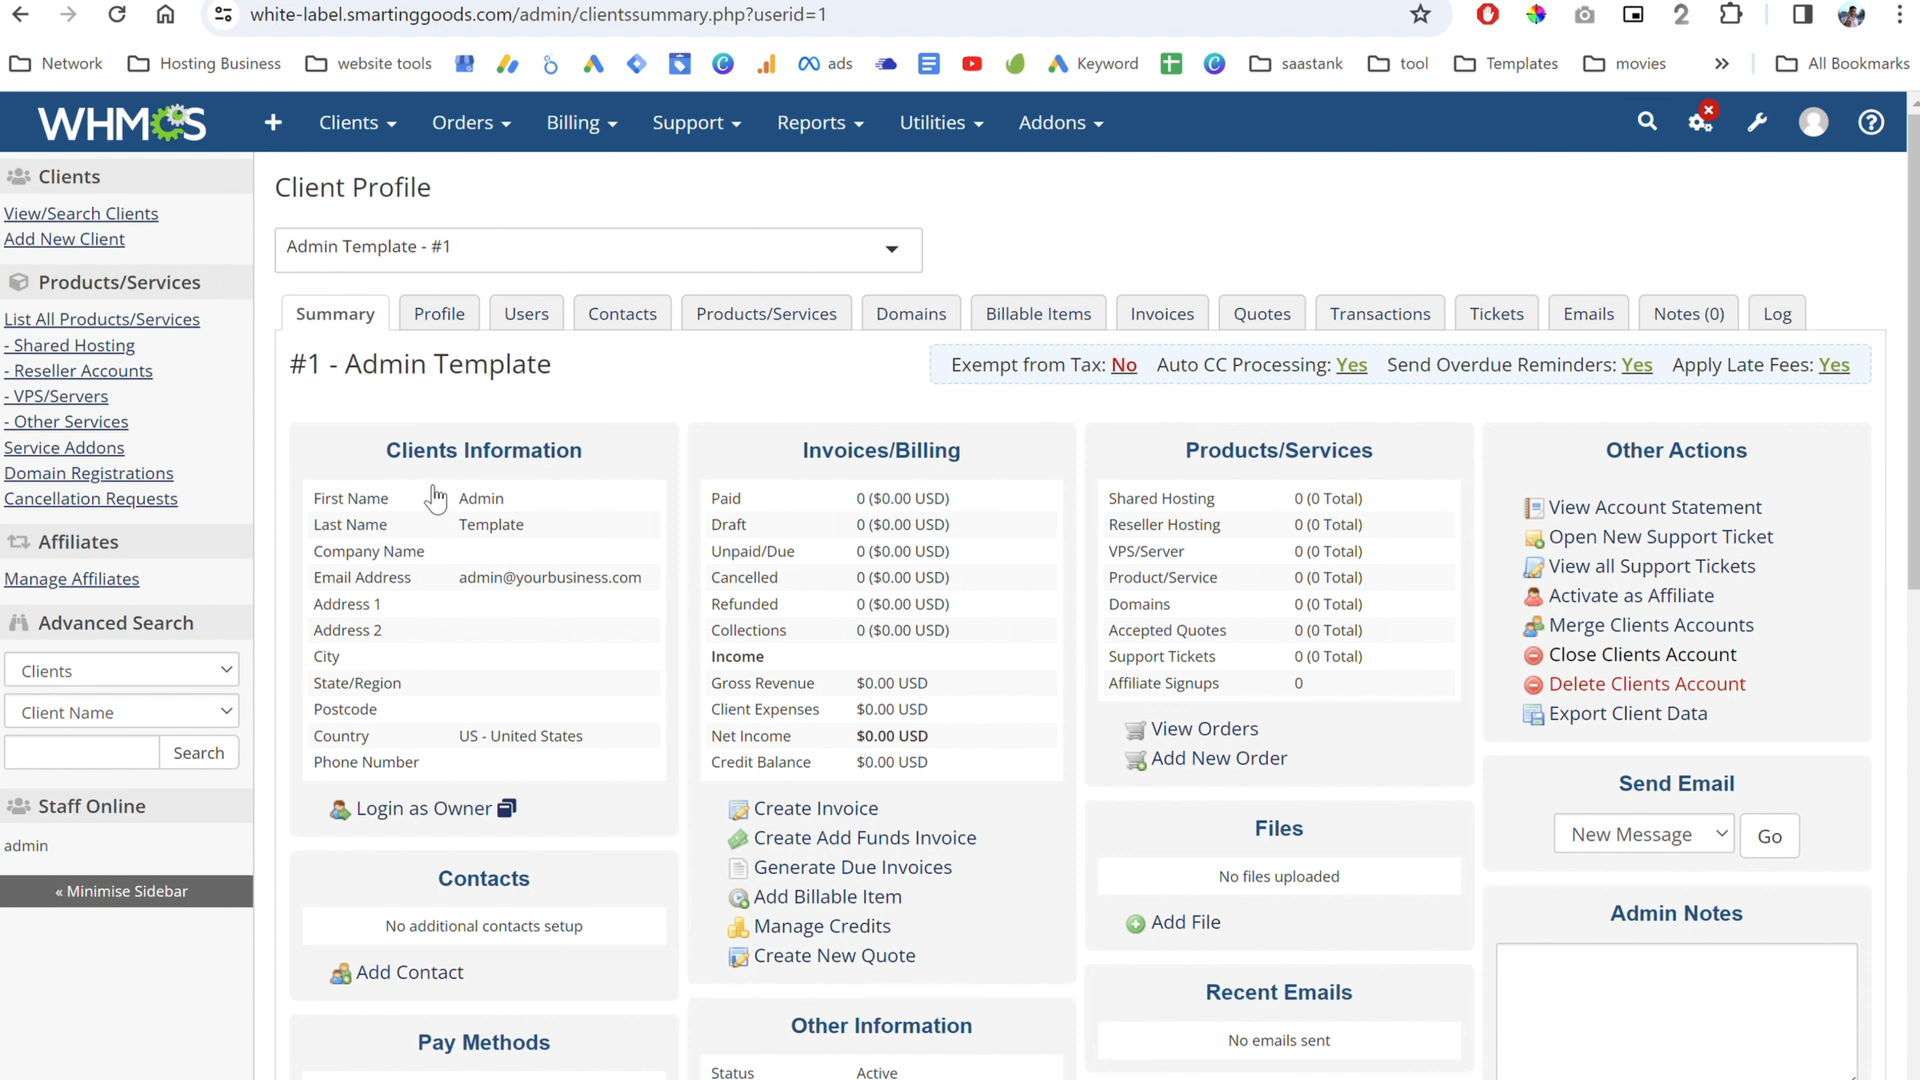 white-label.smartinggoods.com/admin/clientssummary.php?userid=1
Network
Hosting Business
website tools
ads
Keyword
saastank
tool
Templates
movies
All Bookmarks
WHMCS
Clients
Orders
Billing
Support
Reports
Utilities
Addons
Clients
View/Search Clients
Add New Client
Products/Services
List All Products/Services
- Shared Hosting
- Reseller Accounts
- VPS/Servers
- Other Services
Service Addons
Domain Registrations
Cancellation Requests
Affiliates
Manage Affiliates
Advanced Search
Clients
Client Name
Search
Staff Online
admin
« Minimise Sidebar
Client Profile
Admin Template - #1
Summary
Profile
Users
Contacts
Products/Services
Domains
Billable Items
Invoices
Quotes
Transactions
Tickets
Emails
Notes (0)
Log
#1 - Admin Template
Exempt from Tax: No Auto CC Processing: Yes Send Overdue Reminders: Yes Apply Late Fees: Yes
Clients Information
First Name Admin
Last Name Template
Company Name
Email Address admin@yourbusiness.com
Address 1
Address 2
City
State/Region
Postcode
Country US - United States
Phone Number
Login as Owner
Contacts
No additional contacts setup
Add Contact
Pay Methods
Invoices/Billing
Paid 0 ($0.00 USD)
Draft 0 ($0.00 USD)
Unpaid/Due 0 ($0.00 USD)
Cancelled 0 ($0.00 USD)
Refunded 0 ($0.00 USD)
Collections 0 ($0.00 USD)
Income
Gross Revenue $0.00 USD
Client Expenses $0.00 USD
Net Income $0.00 USD
Credit Balance $0.00 USD
Create Invoice
Create Add Funds Invoice
Generate Due Invoices
Add Billable Item
Manage Credits
Create New Quote
Other Information
Status Active
Products/Services
Shared Hosting 0 (0 Total)
Reseller Hosting 0 (0 Total)
VPS/Server 0 (0 Total)
Product/Service 0 (0 Total)
Domains 0 (0 Total)
Accepted Quotes 0 (0 Total)
Support Tickets 0 (0 Total)
Affiliate Signups 0
View Orders
Add New Order
Files
No files uploaded
Add File
Recent Emails
No emails sent
Other Actions
View Account Statement
Open New Support Ticket
View all Support Tickets
Activate as Affiliate
Merge Clients Accounts
Close Clients Account
Delete Clients Account
Export Client Data
Send Email
New Message
Go
Admin Notes